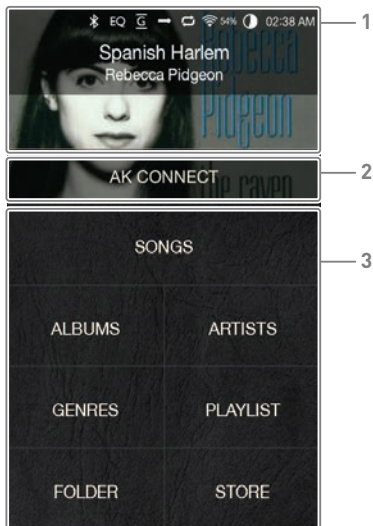 EQ G 54% 02:38 AM
1
Spanish Harlem
Rebecca Pidgeon
Rebecca
Pidgeon
2
AK CONNECT
the raven
3
SONGS
ALBUMS ARTISTS
GENRES PLAYLIST
FOLDER STORE